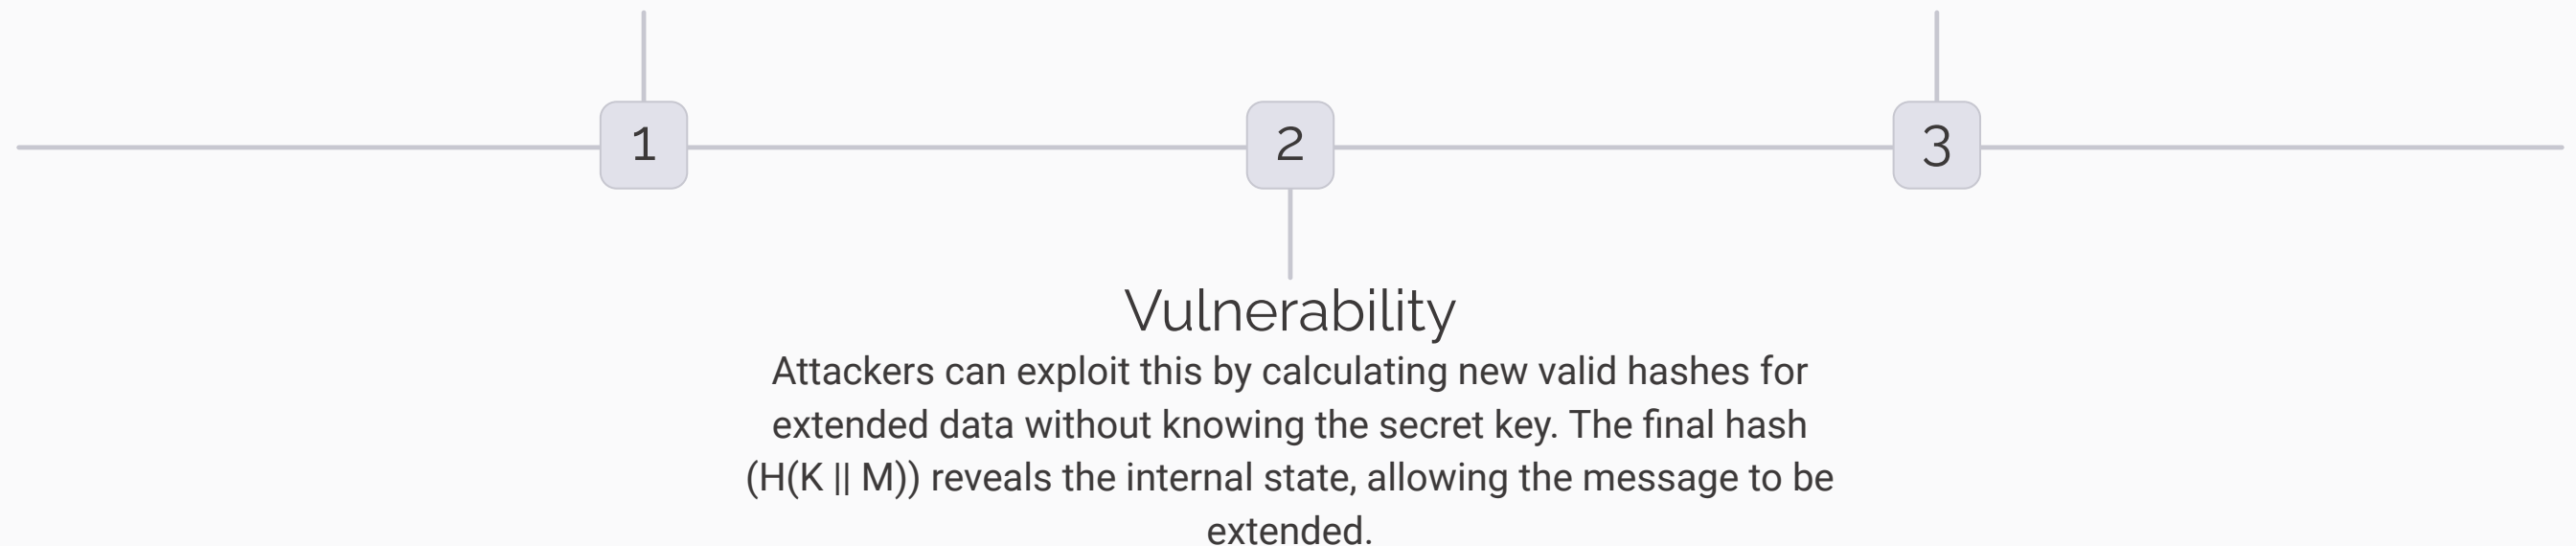 1 2 3
Vulnerability
Attackers can exploit this by calculating new valid hashes for
extended data without knowing the secret key. The final hash
(H(K || M)) reveals the internal state, allowing the message to be
extended.